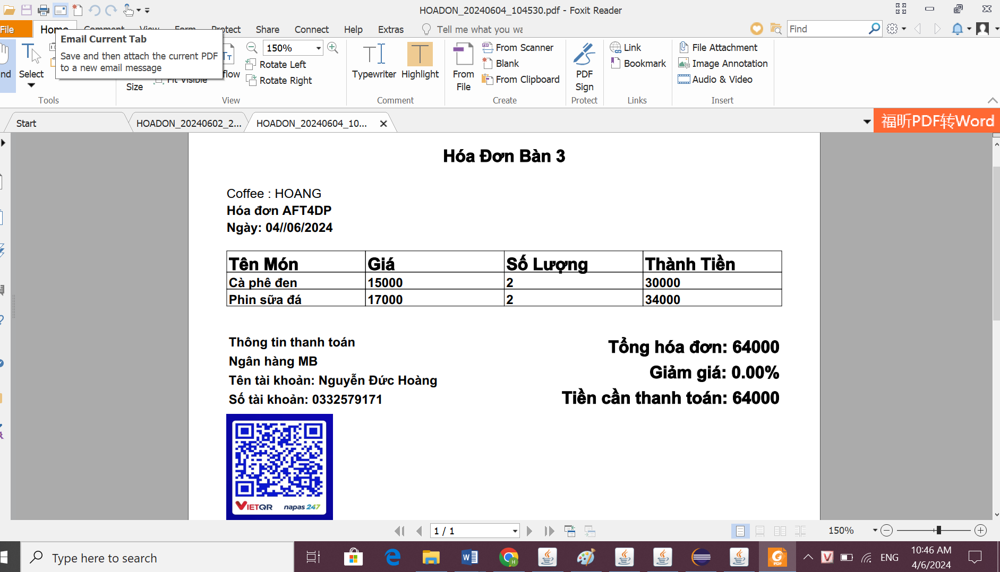 HOADON_20240604_104530.pdf - Foxit Reader
File
Home
Comment
View
Form
Protect
Share
Connect
Help
Extras
Tell me what you wa
Find
Email Current Tab
Save and then attach the current PDF
to a new email message
Select
Size
Fit Visible
flow
150%
Rotate Left
Rotate Right
Typewriter
Highlight
From
File
From Scanner
Blank
From Clipboard
PDF
Sign
Link
Bookmark
File Attachment
Image Annotation
Audio & Video
Tools
View
Comment
Create
Protect
Links
Insert
Start
HOADON_20240602_2...
HOADON_20240604_10...
福昕PDF转Word
Hóa Đơn Bàn 3
Coffee : HOANG
Hóa đơn AFT4DP
Ngày: 04//06/2024
Tên Món Giá Số Lượng Thành Tiền
Cà phê đen 15000 2 30000
Phin sữa đá 17000 2 34000
Thông tin thanh toán
Ngân hàng MB
Tên tài khoản: Nguyễn Đức Hoàng
Số tài khoản: 0332579171
Tổng hóa đơn: 64000
Giảm giá: 0.00%
Tiền cần thanh toán: 64000
VIETQR
napas 247
1 / 1
150%
Type here to search
ENG
10:46 AM
4/6/2024